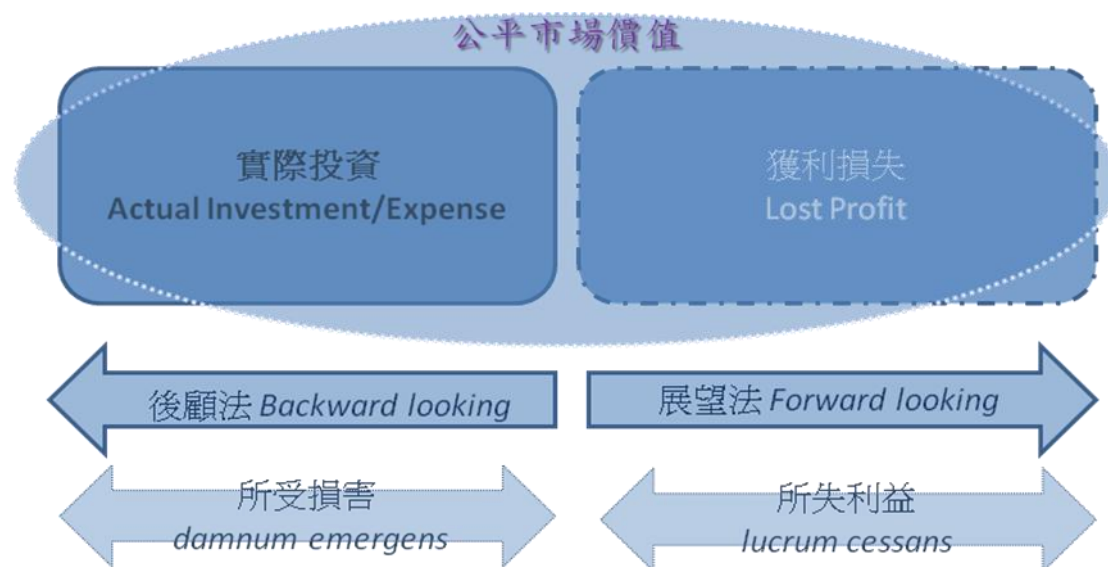 公平市場價值
實際投資
Actual Investment/Expense
獲利損失
Lost Profit
後顧法 Backward looking
展望法 Forward looking
所受損害
damnum emergens
所失利益
lucrum cessans